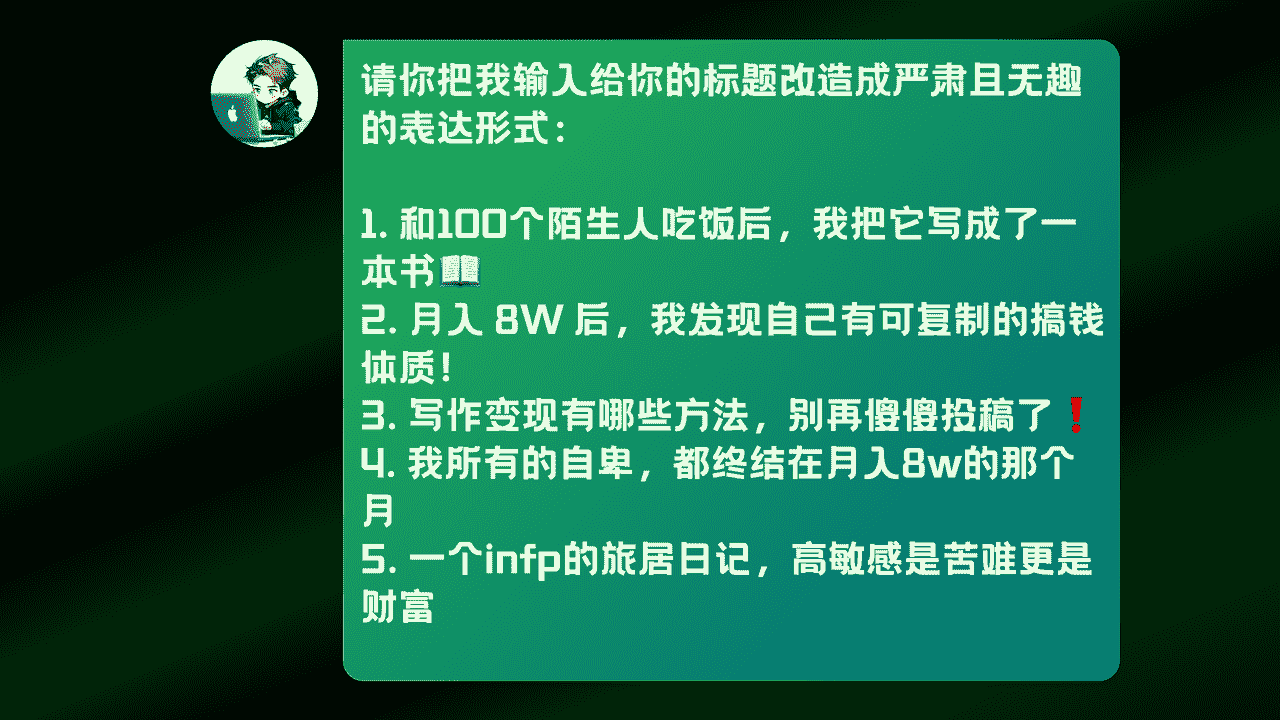 请你把我输入给你的标题改造成严肃且无趣
的表达形式：
1. 和100个陌生人吃饭后，我把它写成了一
本书📖
2. 月入 8W 后，我发现自己有可复制的搞钱
体质！
3. 写作变现有哪些方法，别再傻傻投稿了❗
4. 我所有的自卑，都终结在月入8w的那个
月
5. 一个infp的旅居日记，高敏感是苦难更是
财富